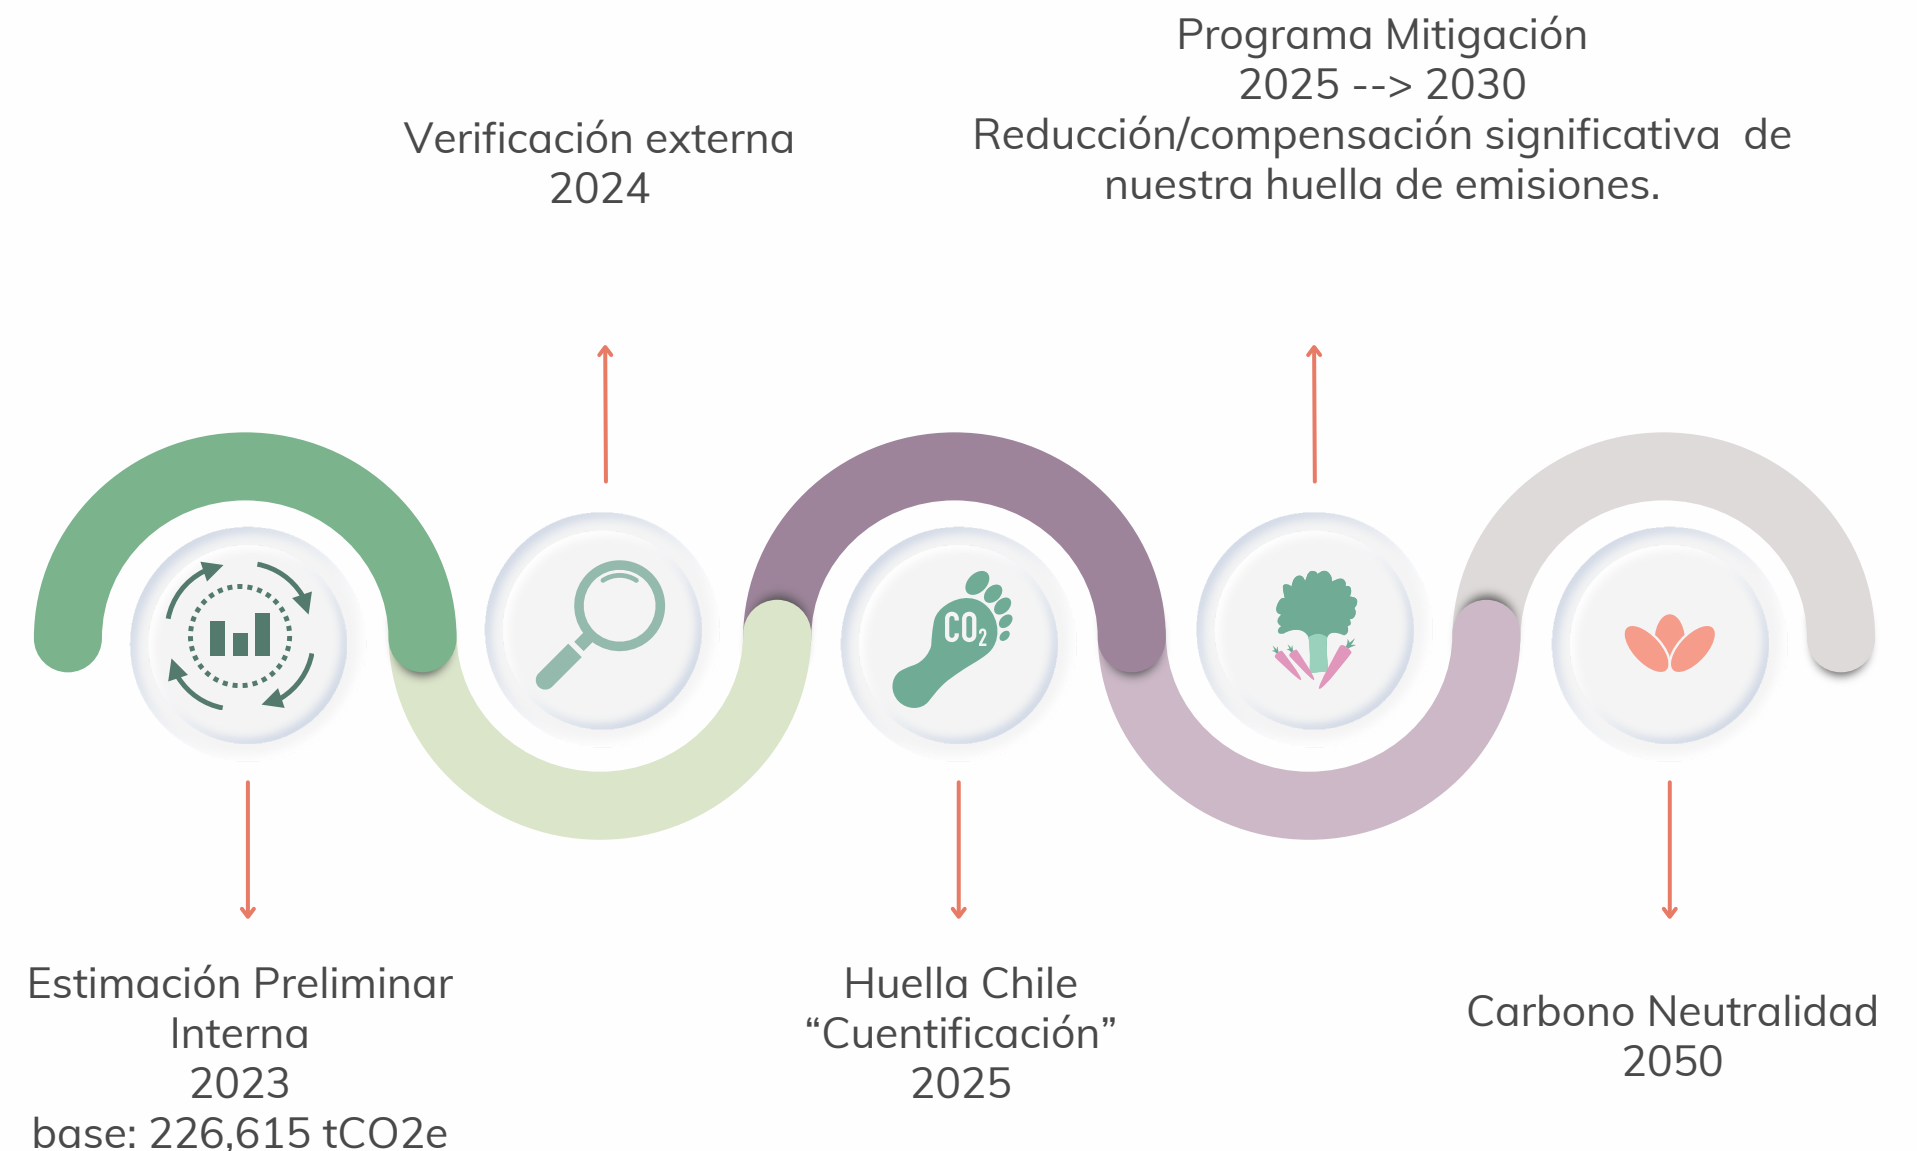 Programa Mitigación
2025 --> 2030
Reducción/compensación significativa  de
nuestra huella de emisiones.
Verificación externa
2024
CO2
Estimación Preliminar
Interna
2023
base: 226,615 tCO2e
Huella Chile
“Cuentificación”
2025
Carbono Neutralidad
2050